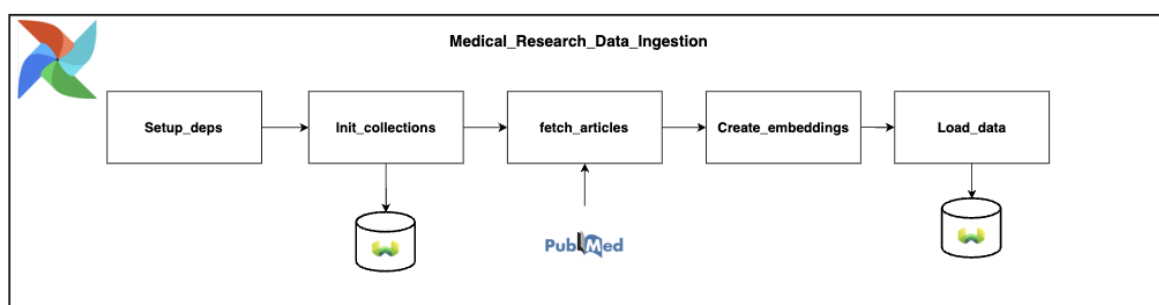 Medical_Research_Data_Ingestion
Setup_deps
Init_collections
fetch_articles
Create_embeddings
Load_data
PubMed